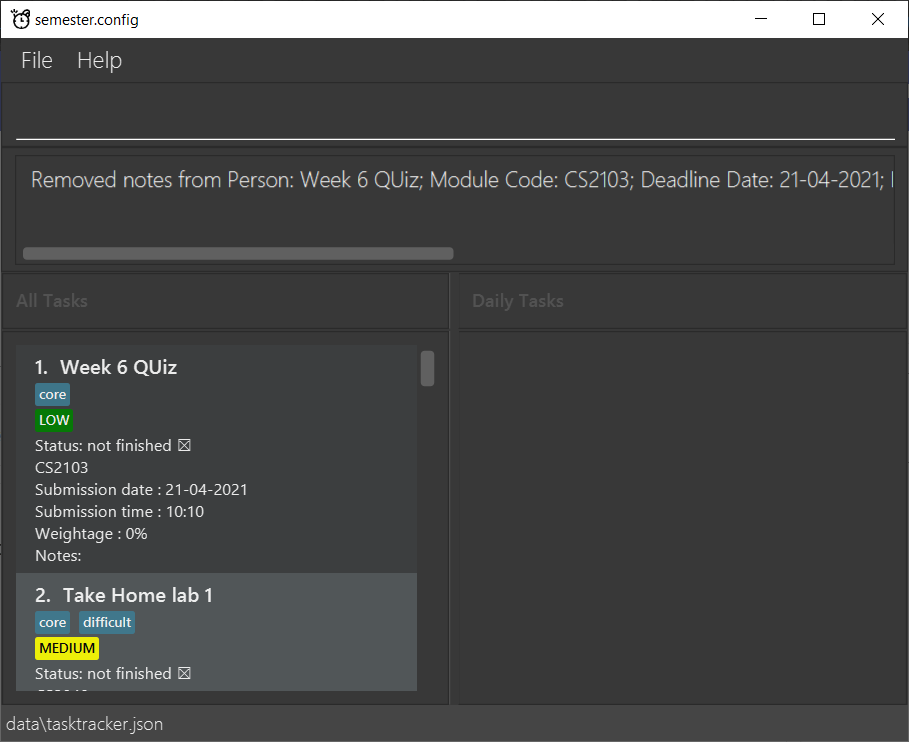 semester.config
File Help
Removed notes from Person: Week 6 QUiz; Module Code: CS2103; Deadline Date: 21-04-2021;
All Tasks
Daily Tasks
1. Week 6 QUiz
core
LOW
Status: not finished ☒
CS2103
Submission date : 21-04-2021
Submission time : 10:10
Weightage : 0%
Notes:
2. Take Home lab 1
core difficult
MEDIUM
Status: not finished ☒
data\tasktracker.json